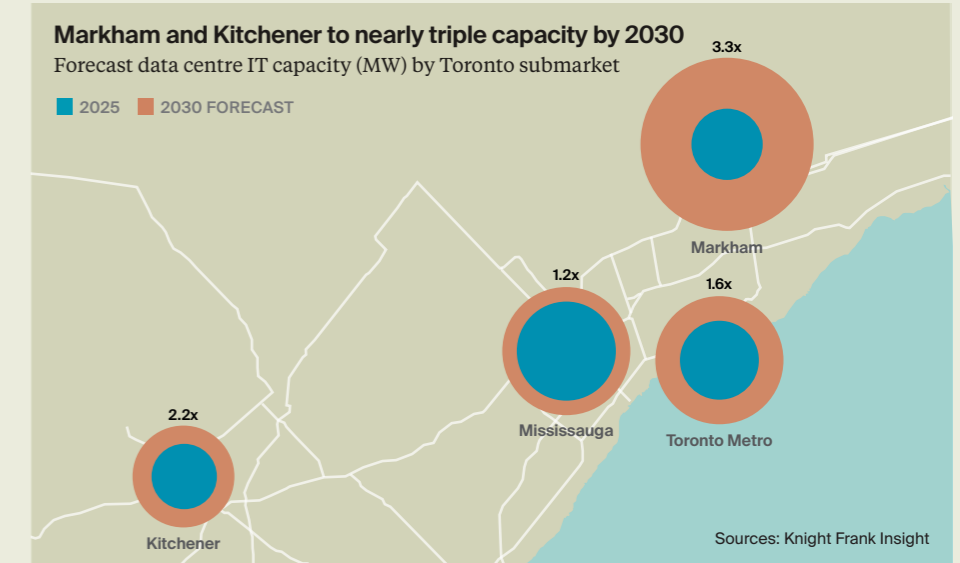 Markham and Kitchener to nearly triple capacity by 2030
Forecast data centre IT capacity (MW) by Toronto submarket
2025 2030 FORECAST
3.3x
Markham
1.2x
Mississauga
1.6x
Toronto Metro
2.2x
Kitchener
Sources: Knight Frank Insight